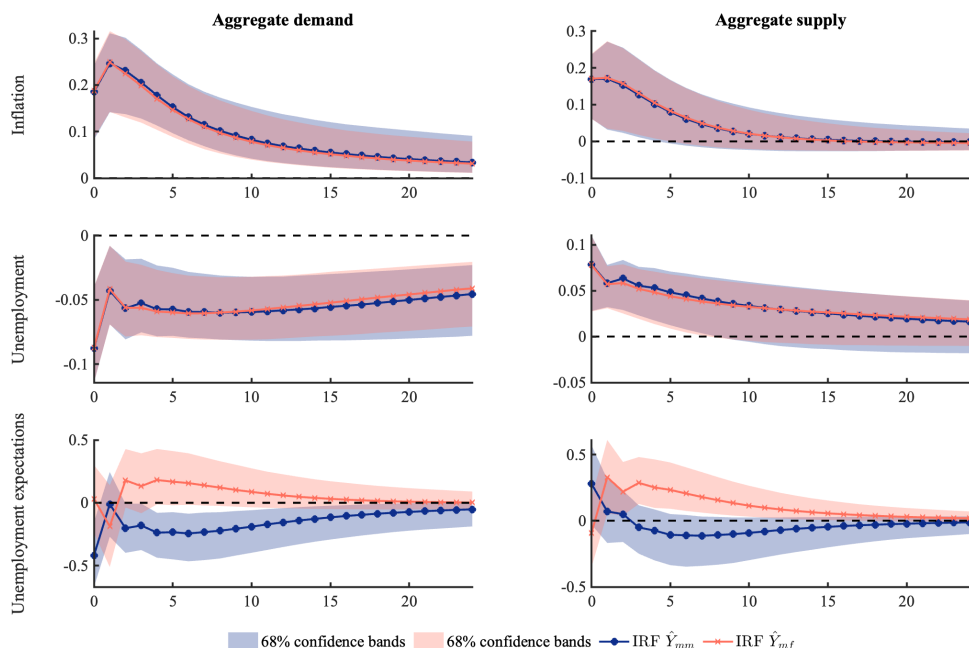 Aggregate demand
Aggregate supply
Inflation
0.3
0.2
0.1
0
0 5 10 15 20
0.3
0.2
0.1
0
-0.1
0 5 10 15 20
Unemployment
0
-0.05
-0.1
0 5 10 15 20
0.1
0.05
0
-0.05
0 5 10 15 20
Unemployment expectations
0.5
0
-0.5
0 5 10 15 20
0.5
0
-0.5
0 5 10 15 20
68% confidence bands 68% confidence bands IRF Ŷmm IRF Ŷmf